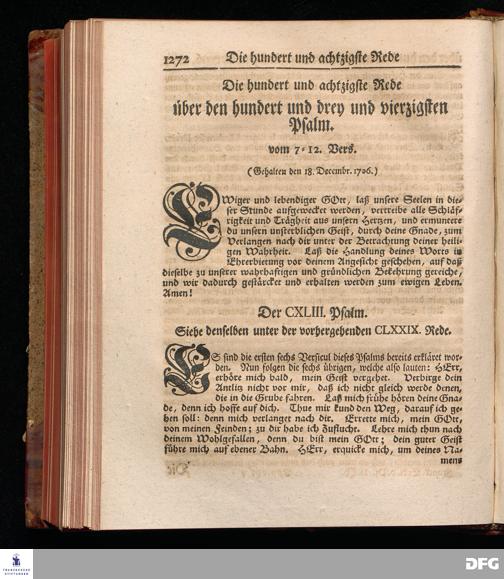 1272 Die hundert und achtzigste Rede
Die hundert und achtzigste Rede
über den hundert und drey und vierzigsten
Psalm.
vom 7-12. Vers.
(Gehalten den 18. Decembr. 1706.)
EWiger und lebendiger GOtt, laß unsere Seelen in die-
ser Stunde aufgewecket werden, vertreibe alle Schläf-
rigkeit und Trägheit aus unsern Hertzen, und ermuntere
du unsern unsterblichen Geist, durch deine Gnade, zum
Verlangen nach dir unter der Betrachtung deiner heili-
gen Wahrheit. Laß die Handlung deines Worts in
Ehrerbietung vor deinem Angesicht geschehen, auf daß
dieselbe zu unserer wahrhaftigen und gründlichen Bekehrung gereiche,
und wir dadurch gestärcket und erhalten werden zum ewigen Leben.
Amen!
Der CXLIII. Psalm.
Siehe denselben unter der vorhergehenden CLXXIX. Rede.
ES sind die ersten sechs Versicul dieses Psalms bereits erkläret wor-
den. Nun folgen die sechs übrigen, welche also lauten: HErr,
erhöre mich bald, mein Geist vergehet. Verbirge dein
Antlitz nicht vor mir, daß ich nicht gleich werde denen,
die in die Grube fahren. Laß mich frühe hören deine Gna-
de, denn ich hoffe auf dich. Thue mir kund den Weg, darauf ich ge-
hen soll: denn mich verlanget nach dir. Errette mich, mein GOtt,
von meinen Feinden; zu dir habe ich Zuflucht. Lehre mich thun nach
deinem Wohlgefallen, denn du bist mein GOtt; dein guter Geist
führe mich auf ebener Bahn. HErr, erquicke mich, um deines Na-
mens
FRANCKESCHE
STIFTUNGEN
DFG